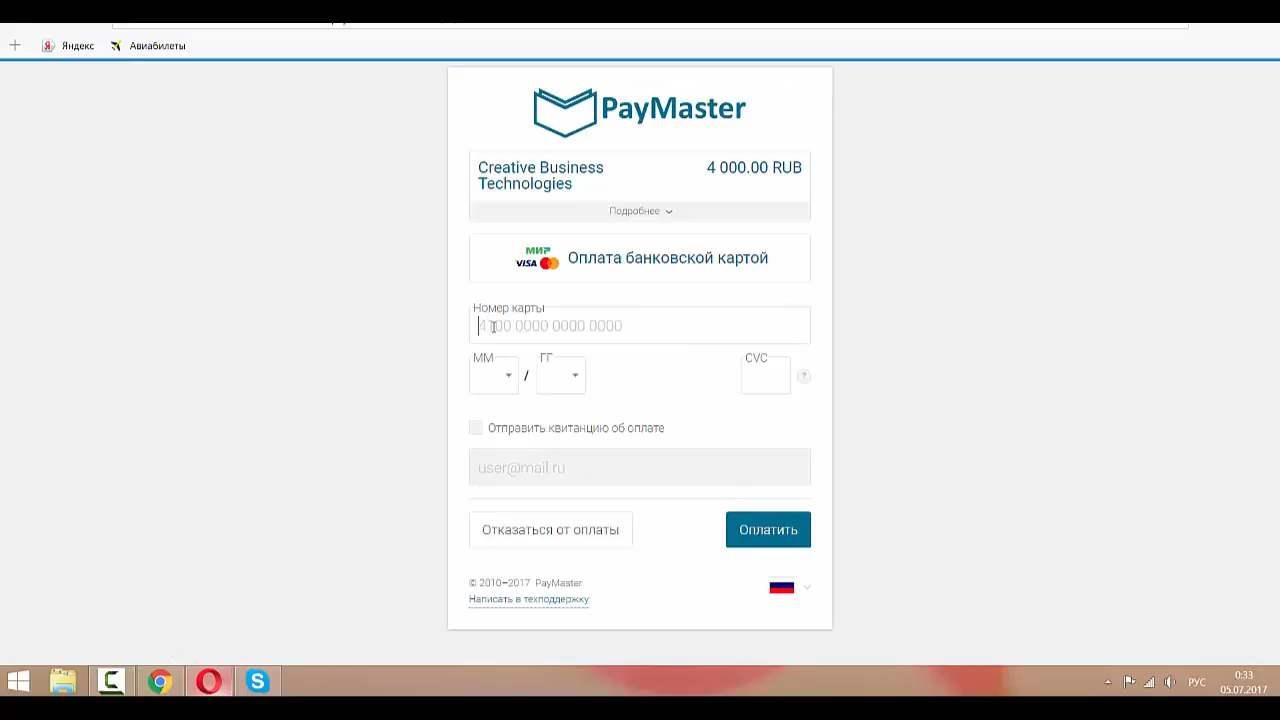 Яндекс Авиабилеты
PayMaster
Creative Business 4 000.00 RUB
Technologies
Подробнее
МИР
VISA Оплата банковской картой
Номер карты
4100 0000 0000 0000
ММ / ГГ CVC
?
Отправить квитанцию об оплате
user@mail.ru
Отказаться от оплаты Оплатить
© 2010–2017 PayMaster
Написать в техподдержку
РУС 0:33
05.07.2017